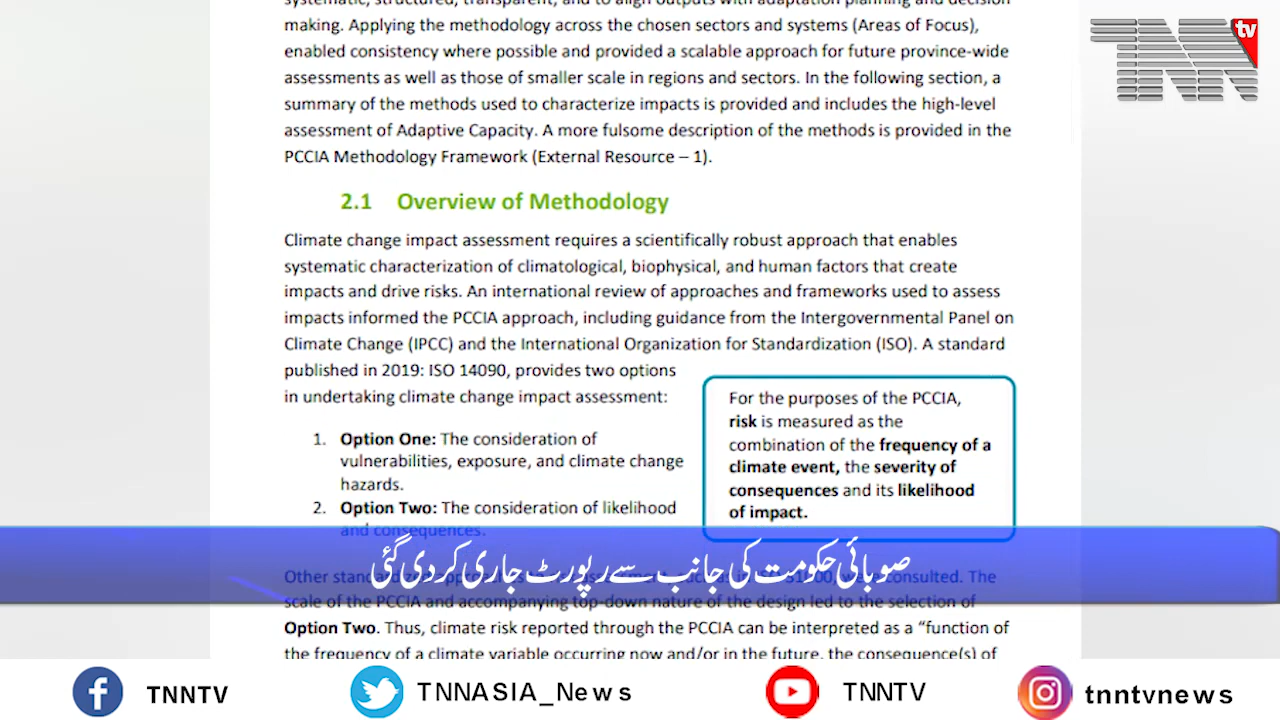 systematic, structured, transparent, and to align outputs with adaptation planning and decision
making. Applying the methodology across the chosen sectors and systems (Areas of Focus),
enabled consistency where possible and provided a scalable approach for future province-wide
assessments as well as those of smaller scale in regions and sectors. In the following section, a
summary of the methods used to characterize impacts is provided and includes the high-level
assessment of Adaptive Capacity. A more fulsome description of the methods is provided in the
PCCIA Methodology Framework (External Resource – 1).
TNN tv
2.1 Overview of Methodology
Climate change impact assessment requires a scientifically robust approach that enables
systematic characterization of climatological, biophysical, and human factors that create
impacts and drive risks. An international review of approaches and frameworks used to assess
impacts informed the PCCIA approach, including guidance from the Intergovernmental Panel on
Climate Change (IPCC) and the International Organization for Standardization (ISO). A standard
published in 2019: ISO 14090, provides two options
in undertaking climate change impact assessment:
1. Option One: The consideration of
vulnerabilities, exposure, and climate change
hazards.
2. Option Two: The consideration of likelihood
and consequences.
For the purposes of the PCCIA,
risk is measured as the
combination of the frequency of a
climate event, the severity of
consequences and its likelihood
of impact.
صوبائی حکومت کی جانب سے رپورٹ جاری کر دی گئی
Other consulted. The
scale of the PCCIA and accompanying top-down nature of the design led to the selection of
Option Two. Thus, climate risk reported through the PCCIA can be interpreted as a “function of
the frequency of a climate variable occurring now and/or in the future, the consequence(s) of
TNNTV
TNNASIA_News
TNNTV
tnntvnews